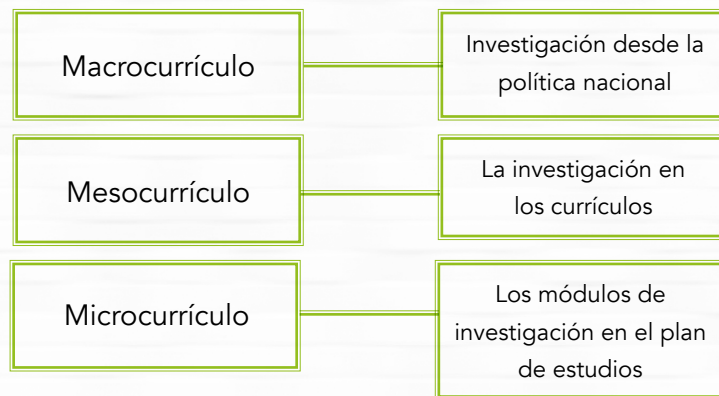 Macrocurrículo
Investigación desde la
política nacional
Mesocurrículo
La investigación en
los currículos
Microcurrículo
Los módulos de
investigación en el plan
de estudios